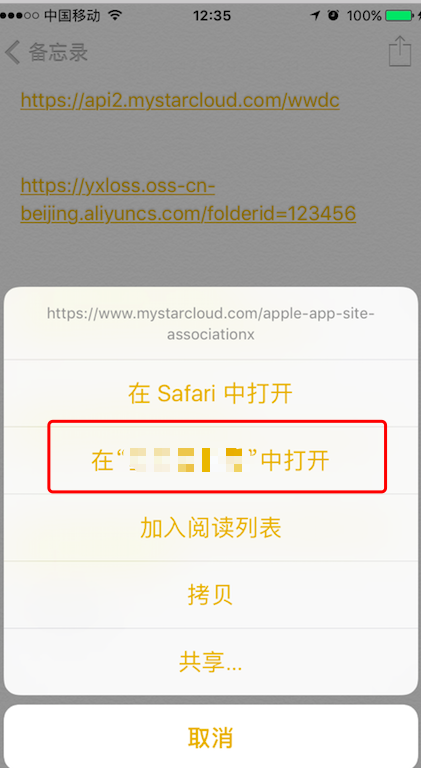 中国移动
12:35
100%
备忘录
https://api2.mystarcloud.com/wwdc
https://yxloss.oss-cn-
beijing.aliyuncs.com/folderid=123456
https://www.mystarcloud.com/apple-app-site-
associationx
在 Safari 中打开
在“ ”中打开
加入阅读列表
拷贝
共享...
取消